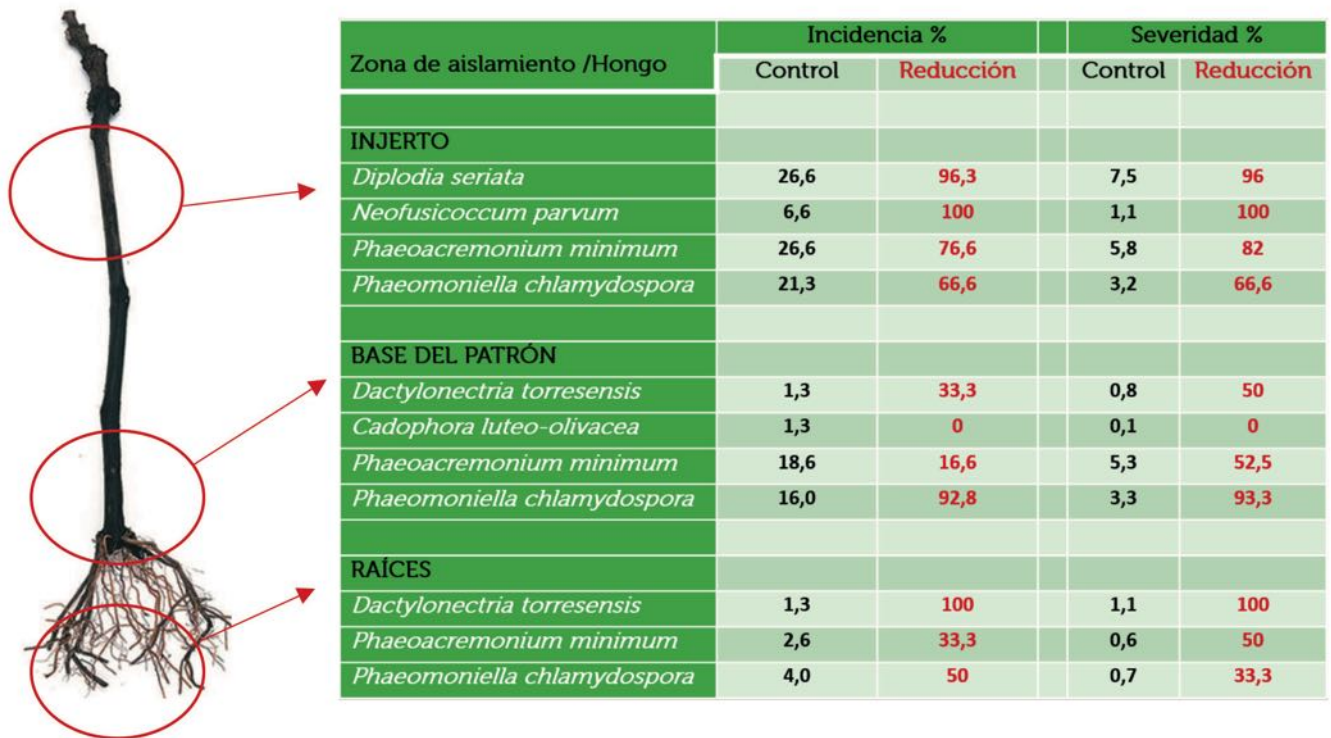 Zona de aislamiento /Hongo Incidencia % Severidad %
Control Reducción Control Reducción
INJERTO
Diplodia seriata 26,6 96,3 7,5 96
Neofusicoccum parvum 6,6 100 1,1 100
Phaeoacremonium minimum 26,6 76,6 5,8 82
Phaeomoniella chlamydospora 21,3 66,6 3,2 66,6
BASE DEL PATRÓN
Dactylonectria torresensis 1,3 33,3 0,8 50
Cadophora luteo-olivacea 1,3 0 0,1 0
Phaeoacremonium minimum 18,6 16,6 5,3 52,5
Phaeomoniella chlamydospora 16,0 92,8 3,3 93,3
RAÍCES
Dactylonectria torresensis 1,3 100 1,1 100
Phaeoacremonium minimum 2,6 33,3 0,6 50
Phaeomoniella chlamydospora 4,0 50 0,7 33,3